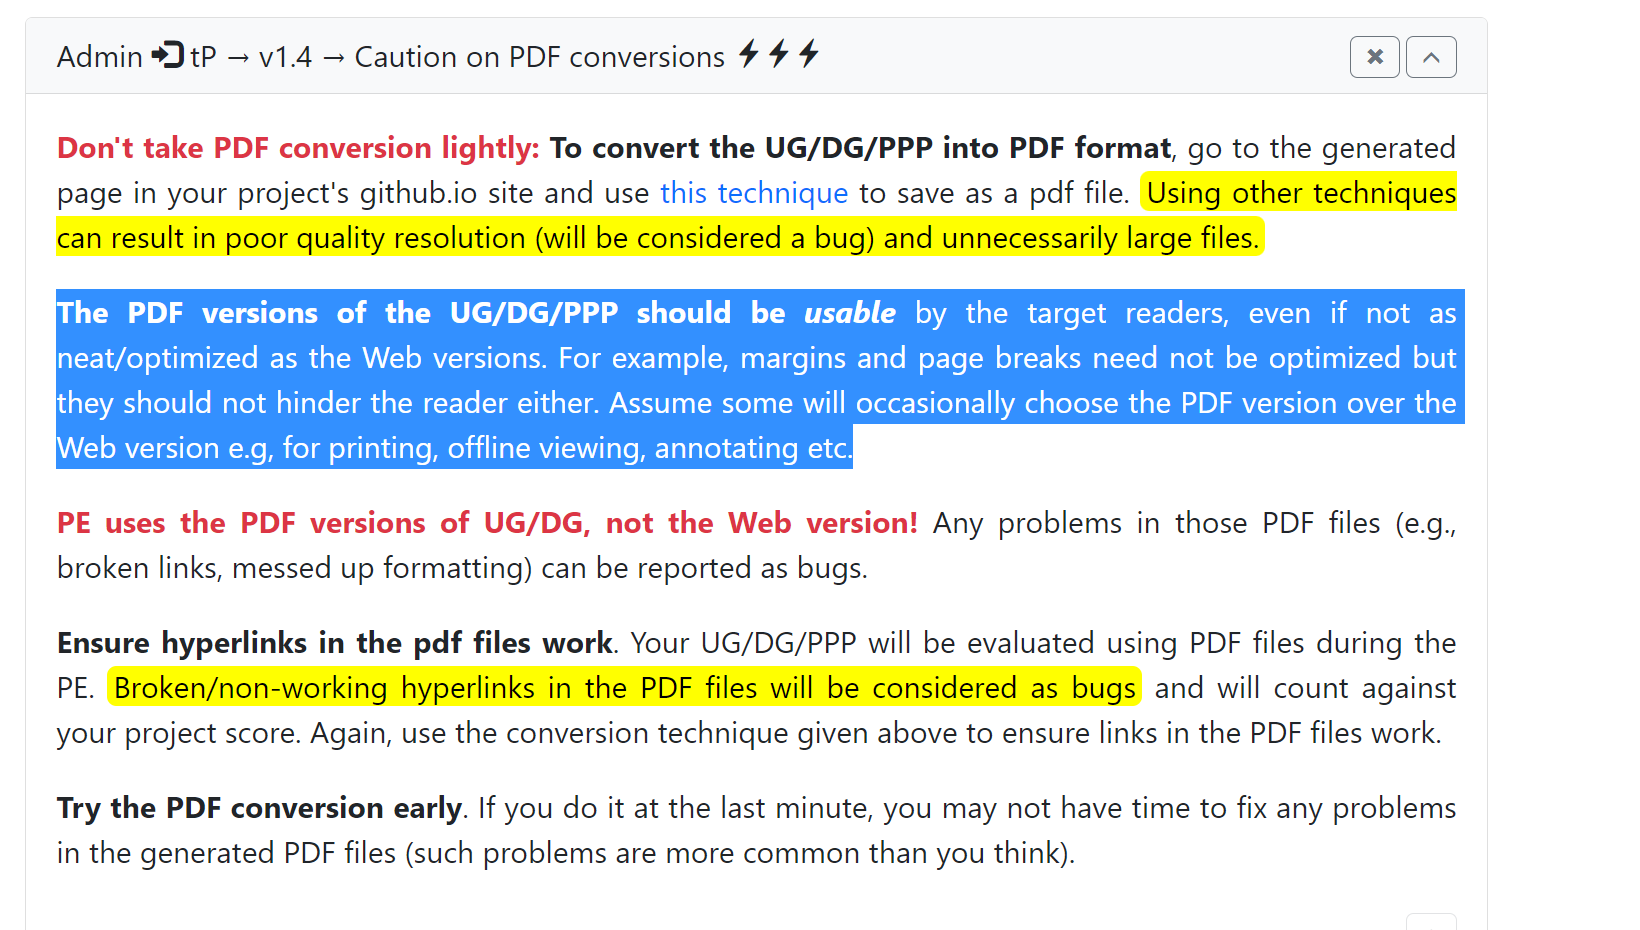 Admin tP → v1.4 → Caution on PDF conversions
Don't take PDF conversion lightly: To convert the UG/DG/PPP into PDF format, go to the generated
page in your project's github.io site and use this technique to save as a pdf file. Using other techniques
can result in poor quality resolution (will be considered a bug) and unnecessarily large files.
The PDF versions of the UG/DG/PPP should be usable by the target readers, even if not as
neat/optimized as the Web versions. For example, margins and page breaks need not be optimized but
they should not hinder the reader either. Assume some will occasionally choose the PDF version over the
Web version e.g, for printing, offline viewing, annotating etc.
PE uses the PDF versions of UG/DG, not the Web version! Any problems in those PDF files (e.g.,
broken links, messed up formatting) can be reported as bugs.
Ensure hyperlinks in the pdf files work. Your UG/DG/PPP will be evaluated using PDF files during the
PE. Broken/non-working hyperlinks in the PDF files will be considered as bugs and will count against
your project score. Again, use the conversion technique given above to ensure links in the PDF files work.
Try the PDF conversion early. If you do it at the last minute, you may not have time to fix any problems
in the generated PDF files (such problems are more common than you think).